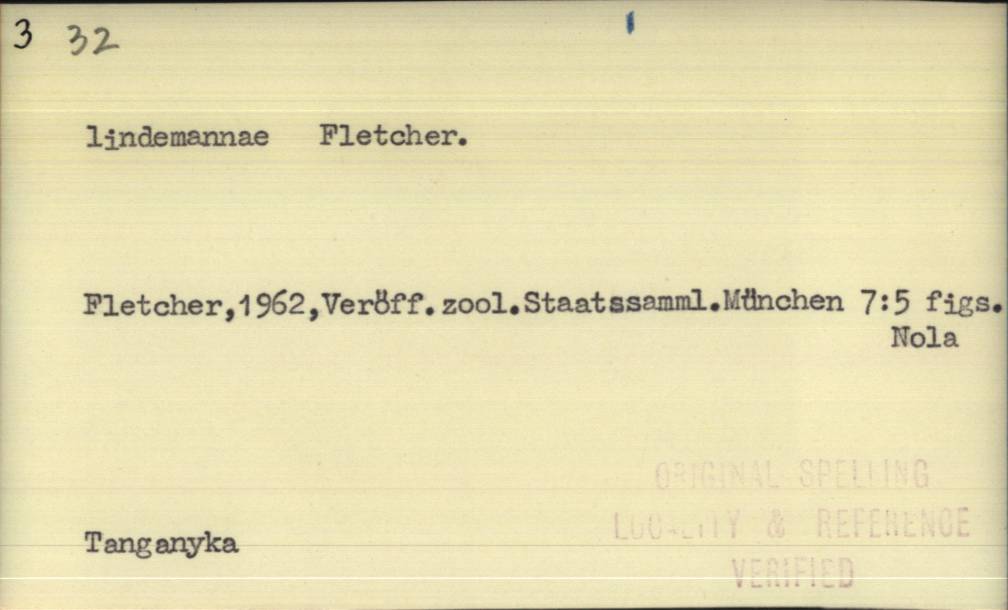 3 32
lindemannae Fletcher.
Fletcher,1962,Veröff.zool.Staatssamml.München 7:5 figs.
Nola
ORIGINAL SPELLING
LOCALITY & REFERENCE
Tanganyka
VERIFIED